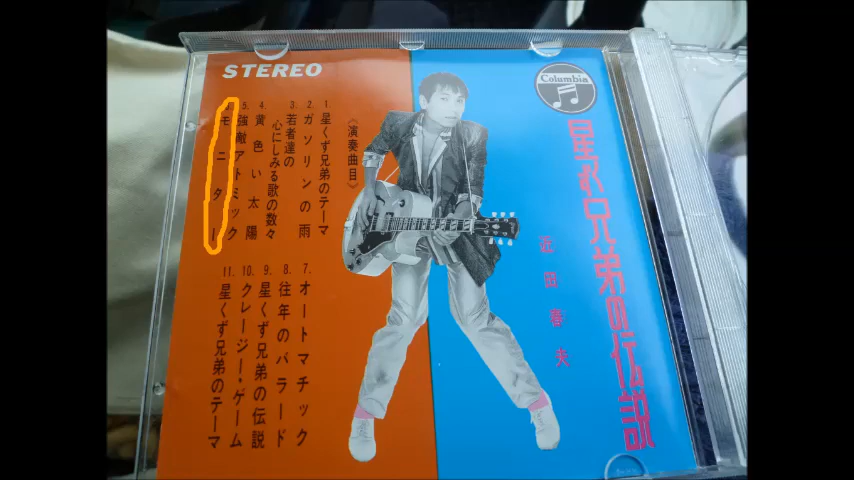 STEREO
Columbia
星くず兄弟の伝説
近田春夫
《演奏曲目》
1. 星くず兄弟のテーマ
2. ガソリンの雨
3. 若者達の
心にしみる歌の数々
4. 黄色い太陽
5. 強敵アトミック
モニター
7. オートマチック
8. 往年のバラード
9. 星くず兄弟の伝説
10. クレージー・ゲーム
11. 星くず兄弟のテーマ